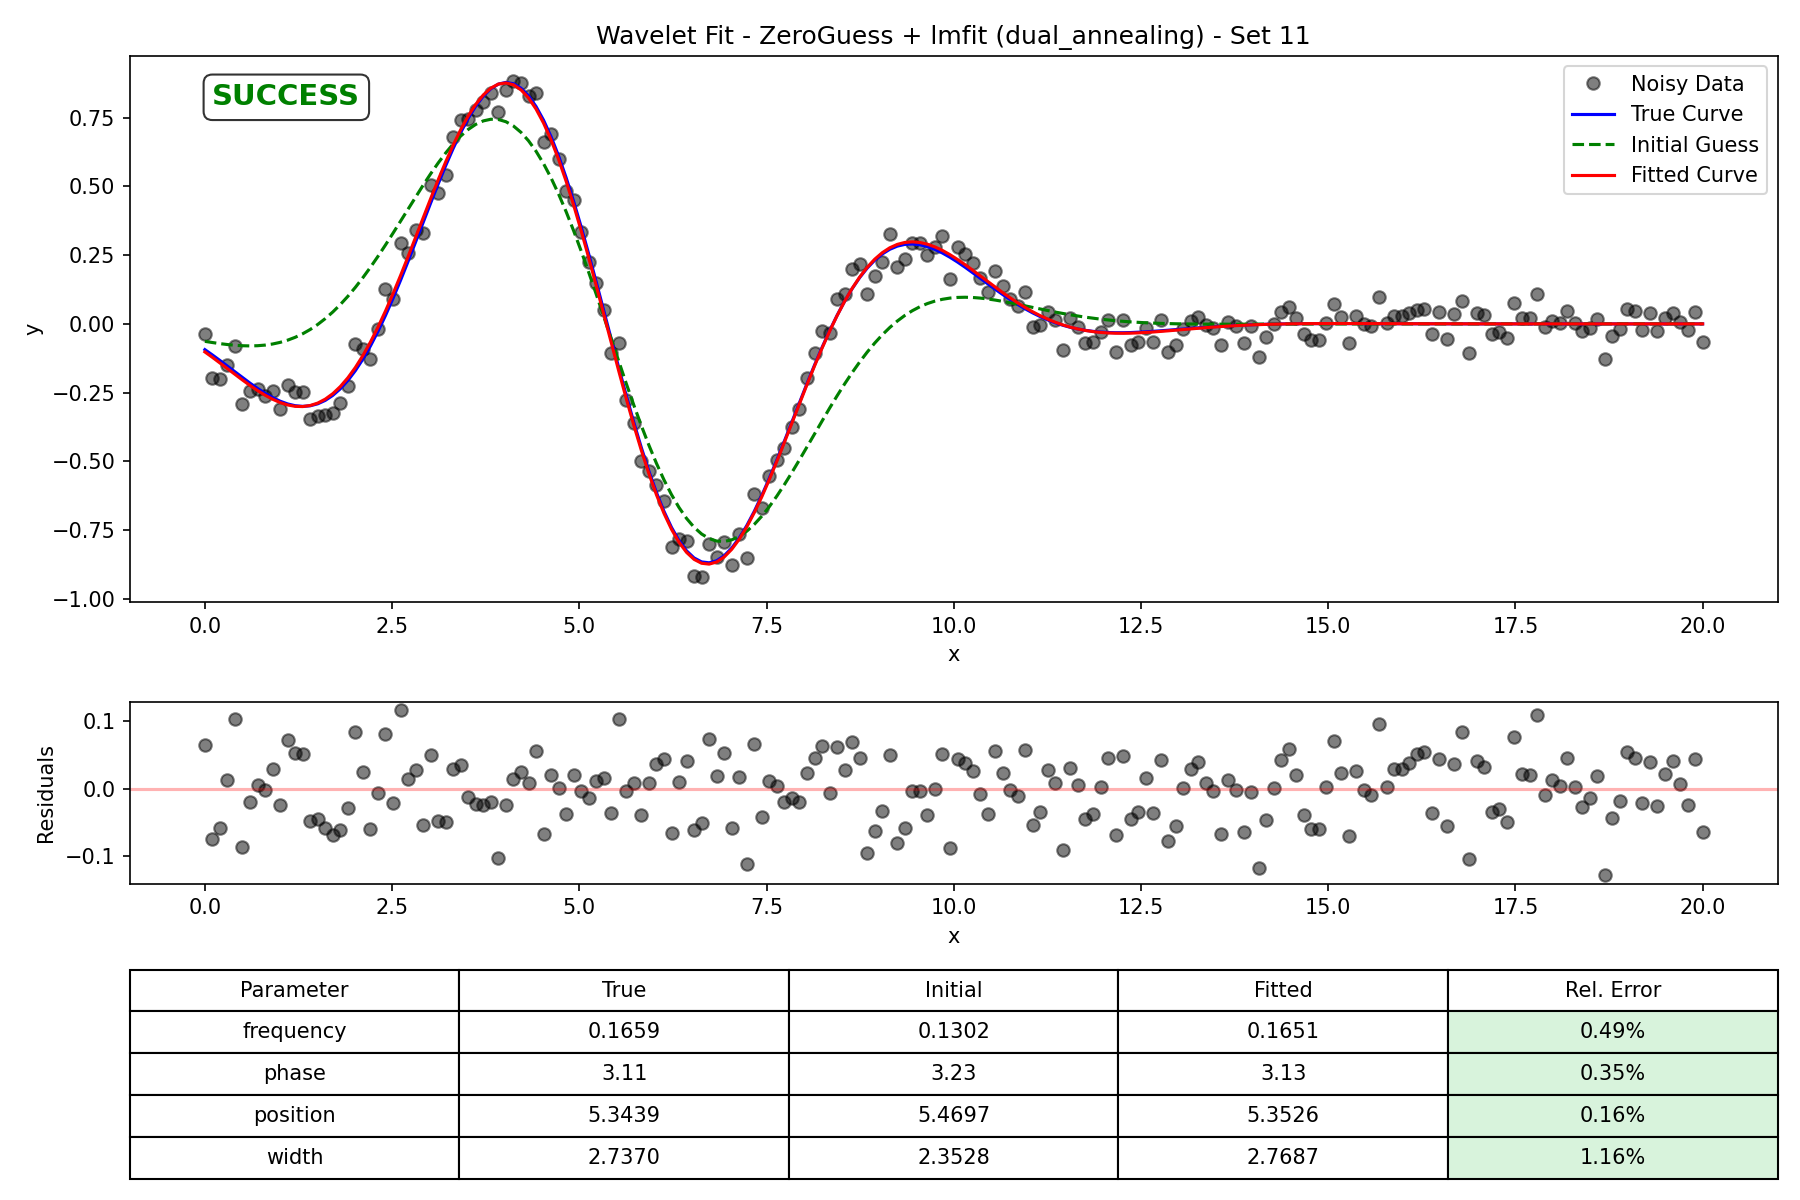 Wavelet Fit - ZeroGuess + lmfit (dual_annealing) - Set 11
SUCCESS
Noisy Data
True Curve
Initial Guess
Fitted Curve
y
0.75
0.50
0.25
0.00
−0.25
−0.50
−0.75
−1.00
0.0 2.5 5.0 7.5 10.0 12.5 15.0 17.5 20.0
x
Residuals
0.1
0.0
−0.1
0.0 2.5 5.0 7.5 10.0 12.5 15.0 17.5 20.0
x
Parameter True Initial Fitted Rel. Error
frequency 0.1659 0.1302 0.1651 0.49%
phase 3.11 3.23 3.13 0.35%
position 5.3439 5.4697 5.3526 0.16%
width 2.7370 2.3528 2.7687 1.16%